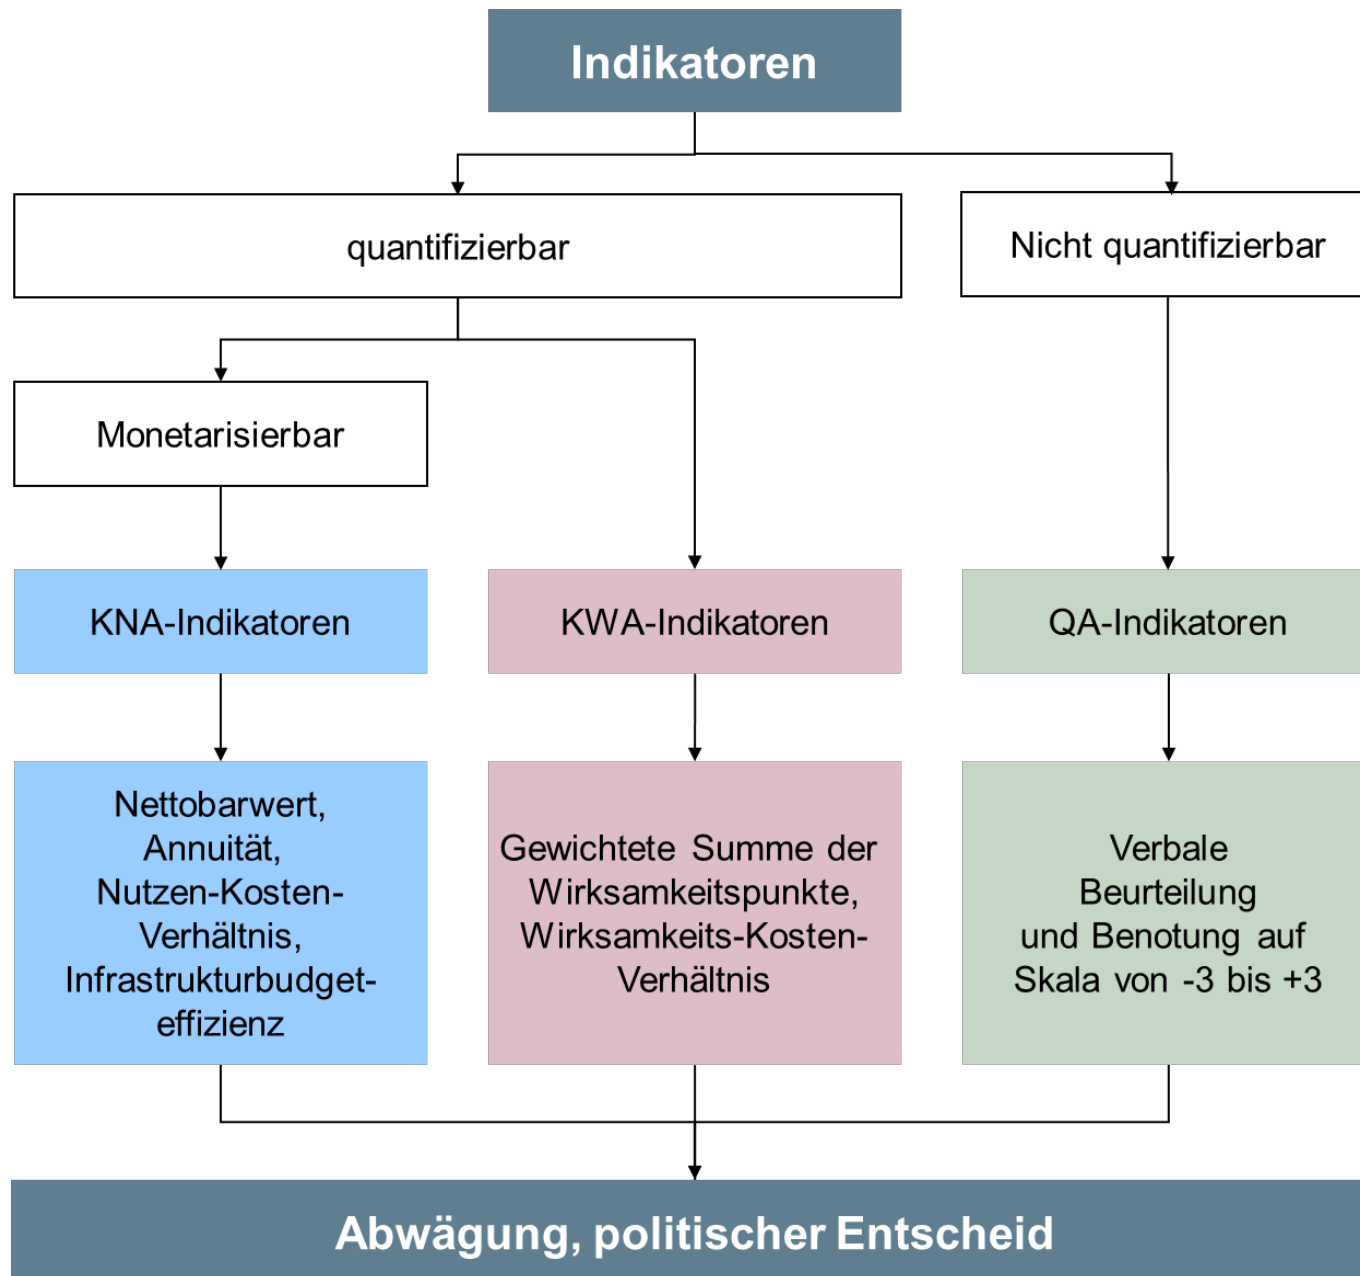 Indikatoren
quantifizierbar
Nicht quantifizierbar
Monetarisierbar
KNA-Indikatoren
KWA-Indikatoren
QA-Indikatoren
Nettobarwert,
Annuität,
Nutzen-Kosten-
Verhältnis,
Infrastrukturbudget-
effizienz
Gewichtete Summe der
Wirksamkeitspunkte,
Wirksamkeits-Kosten-
Verhältnis
Verbale
Beurteilung
und Benotung auf
Skala von -3 bis +3
Abwägung, politischer Entscheid